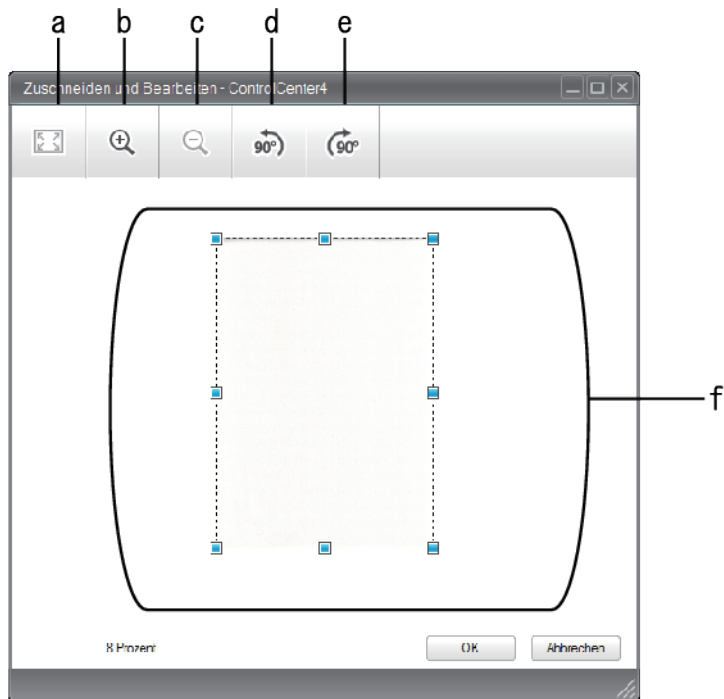 a b c d e
Zuschneiden und Bearbeiten - ControlCenter4
90° 90°
f
8 Prozent OK Abbrechen